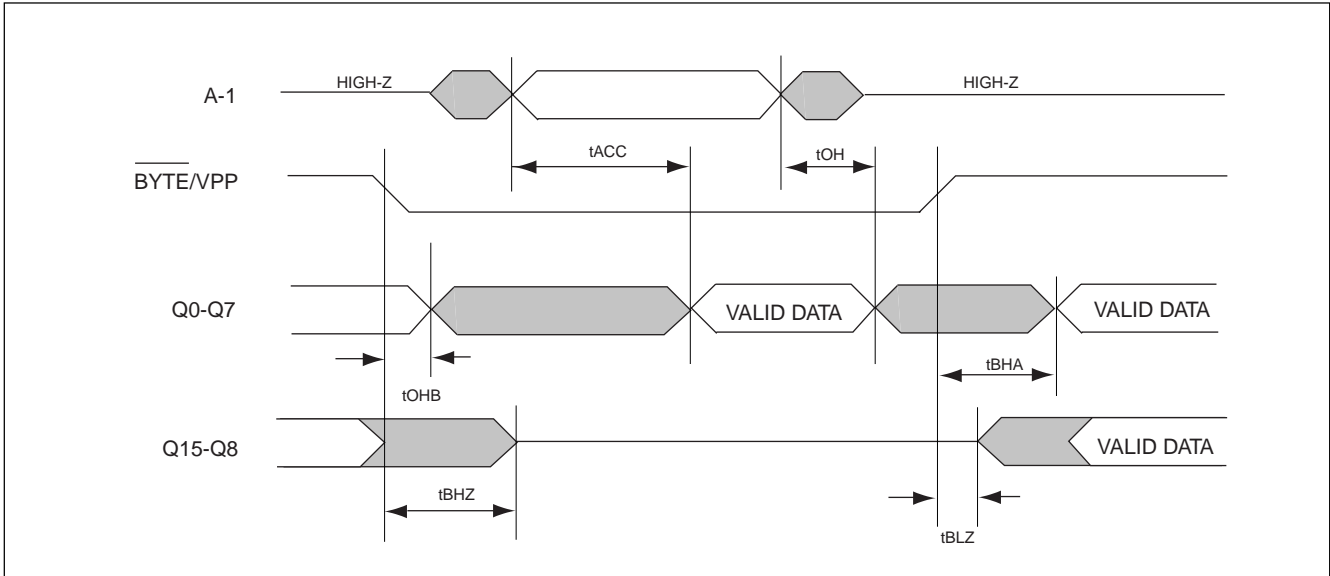 A-1
HIGH-Z
HIGH-Z
tACC
tOH
BYTE/VPP
Q0-Q7
VALID DATA
VALID DATA
tBHA
tOHB
Q15-Q8
VALID DATA
tBHZ
tBLZ